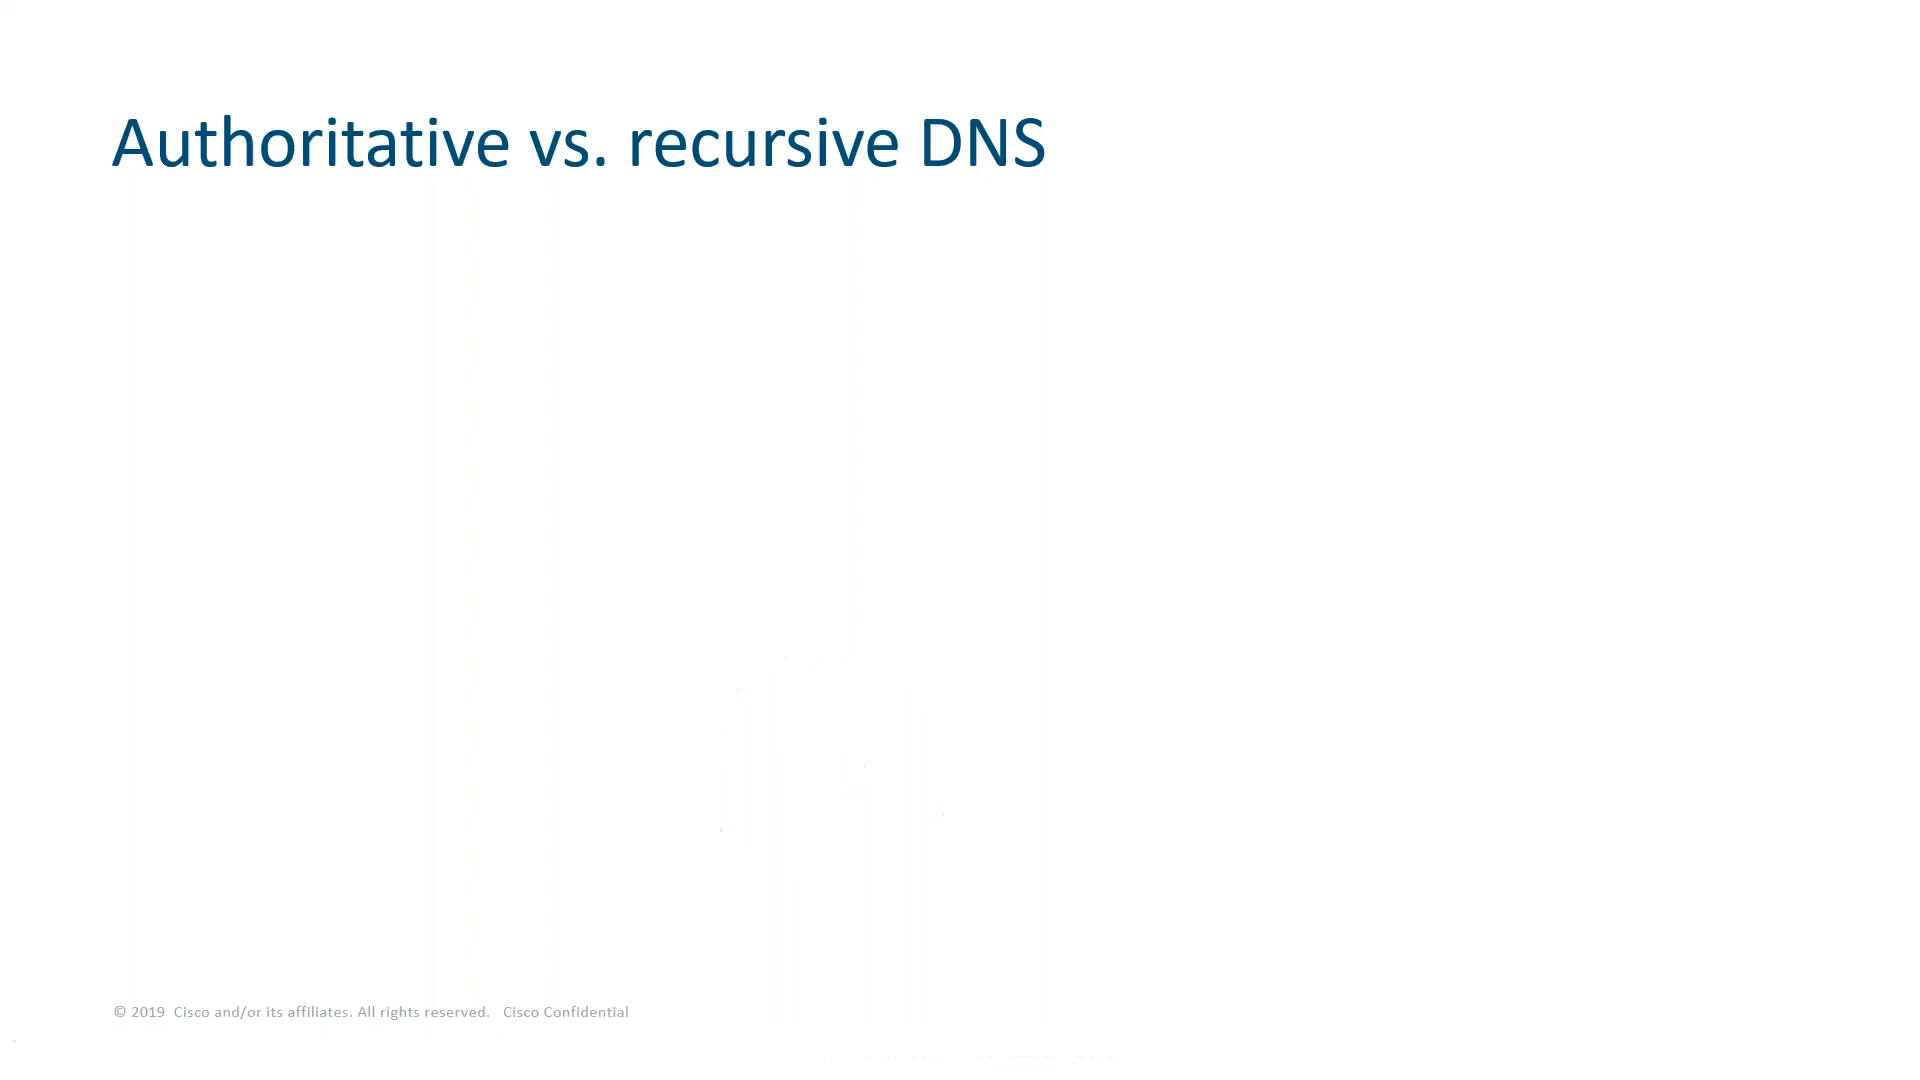 Authoritative vs. recursive DNS
© 2019 Cisco and/or its affiliates. All rights reserved. Cisco Confidential